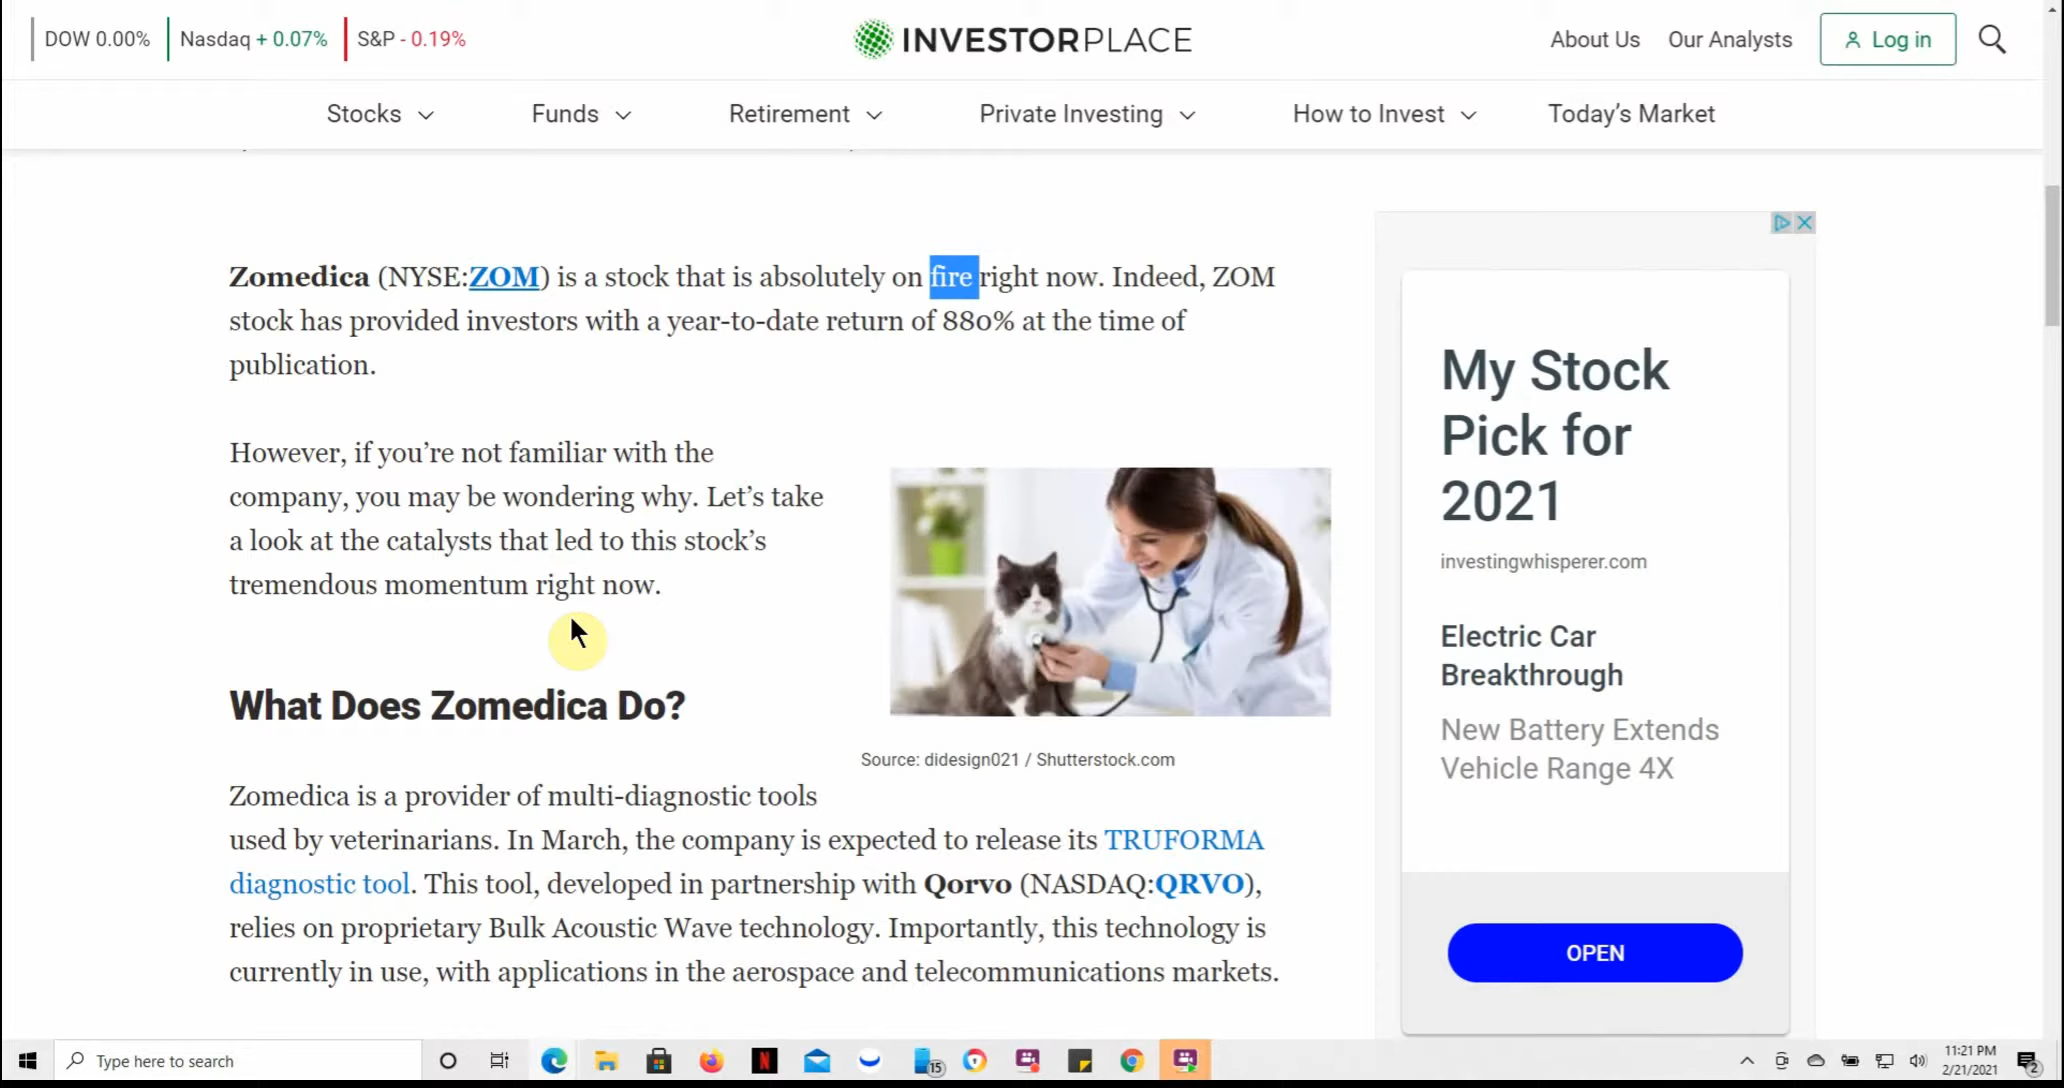 DOW 0.00% Nasdaq + 0.07% S&P - 0.19%
INVESTORPLACE
About Us Our Analysts Log in
Stocks Funds Retirement Private Investing How to Invest Today’s Market
Zomedica (NYSE:ZOM) is a stock that is absolutely on fire right now. Indeed, ZOM
stock has provided investors with a year-to-date return of 880% at the time of
publication.
However, if you’re not familiar with the
company, you may be wondering why. Let’s take
a look at the catalysts that led to this stock’s
tremendous momentum right now.
What Does Zomedica Do?
Source: didesign021 / Shutterstock.com
Zomedica is a provider of multi-diagnostic tools
used by veterinarians. In March, the company is expected to release its TRUFORMA
diagnostic tool. This tool, developed in partnership with Qorvo (NASDAQ:QRVO),
relies on proprietary Bulk Acoustic Wave technology. Importantly, this technology is
currently in use, with applications in the aerospace and telecommunications markets.
My Stock
Pick for
2021
investingwhisperer.com
Electric Car
Breakthrough
New Battery Extends
Vehicle Range 4X
OPEN
Type here to search
N
15
11:21 PM
2/21/2021
2